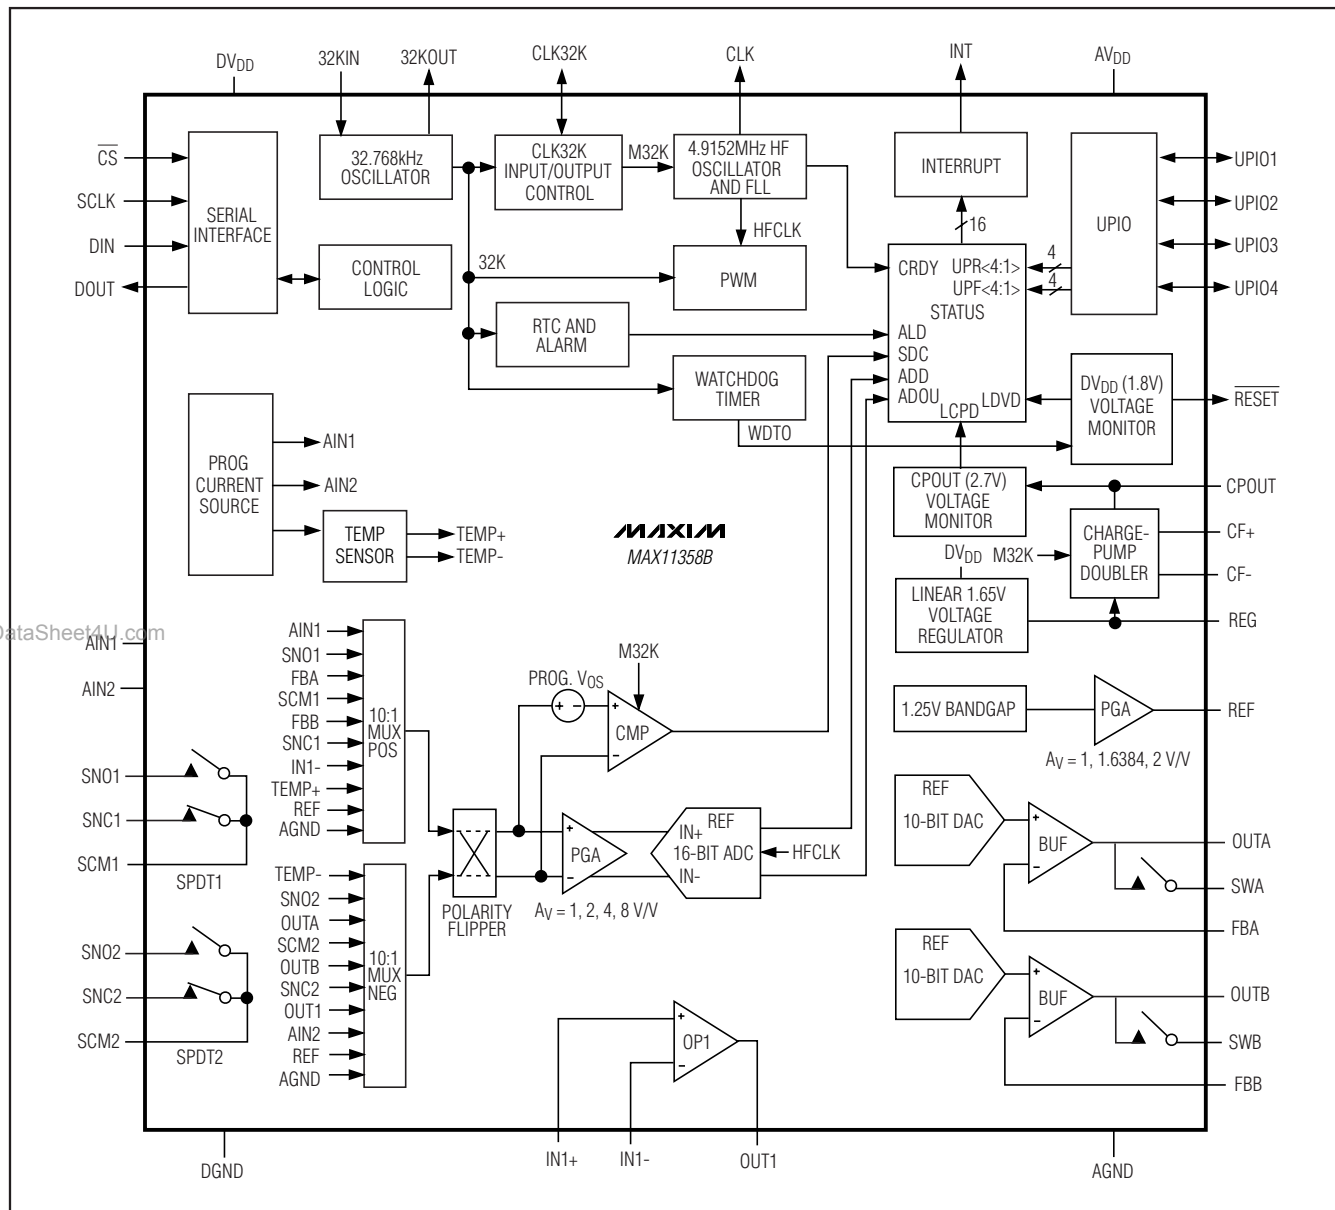 DVDD
32KIN
32KOUT
CLK32K
CLK
INT
AVDD
CS
SCLK
DIN
DOUT
SERIAL
INTERFACE
32.768kHz
OSCILLATOR
CLK32K
INPUT/OUTPUT
CONTROL
M32K
4.9152MHz HF
OSCILLATOR
AND FLL
INTERRUPT
UPIO
UPIO1
UPIO2
UPIO3
UPIO4
16
HFCLK
CONTROL
LOGIC
32K
PWM
CRDY
UPR<4:1>
UPF<4:1>
4
4
STATUS
ALD
SDC
ADD
ADOU
LDVD
LCPD
RTC AND
ALARM
WATCHDOG
TIMER
WDTO
DVDD (1.8V)
VOLTAGE
MONITOR
RESET
PROG
CURRENT
SOURCE
AIN1
AIN2
TEMP
SENSOR
TEMP+
TEMP-
MAXIM
MAX11358B
CPOUT (2.7V)
VOLTAGE
MONITOR
CPOUT
CHARGE-
PUMP
DOUBLER
CF+
CF-
DVDD
M32K
LINEAR 1.65V
VOLTAGE
REGULATOR
REG
DataSheet4U.com
AIN1
AIN2
AIN1
SNO1
FBA
SCM1
FBB
SNC1
IN1-
TEMP+
REF
AGND
10:1
MUX
POS
M32K
PROG. VOS
+ -
+
-
CMP
1.25V BANDGAP
PGA
REF
AV = 1, 1.6384, 2 V/V
SNO1
SNC1
SCM1
SPDT1
POLARITY
FLIPPER
+
-
PGA
AV = 1, 2, 4, 8 V/V
IN+
IN-
REF
16-BIT ADC
HFCLK
REF
10-BIT DAC
+
-
BUF
OUTA
SWA
FBA
TEMP-
SNO2
OUTA
SCM2
OUTB
SNC2
OUT1
AIN2
REF
AGND
10:1
MUX
NEG
SNO2
SNC2
SCM2
SPDT2
REF
10-BIT DAC
+
-
BUF
OUTB
SWB
FBB
+
-
OP1
DGND
IN1+
IN1-
OUT1
AGND